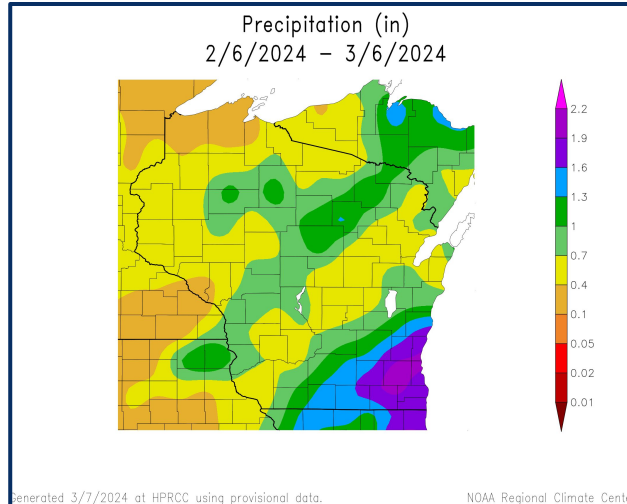 Precipitation (in)
2/6/2024 – 3/6/2024
2.2
1.9
1.6
1.3
1
0.7
0.4
0.1
0.05
0.02
0.01
Generated 3/7/2024 at HPRCC using provisional data.
NOAA Regional Climate Cente